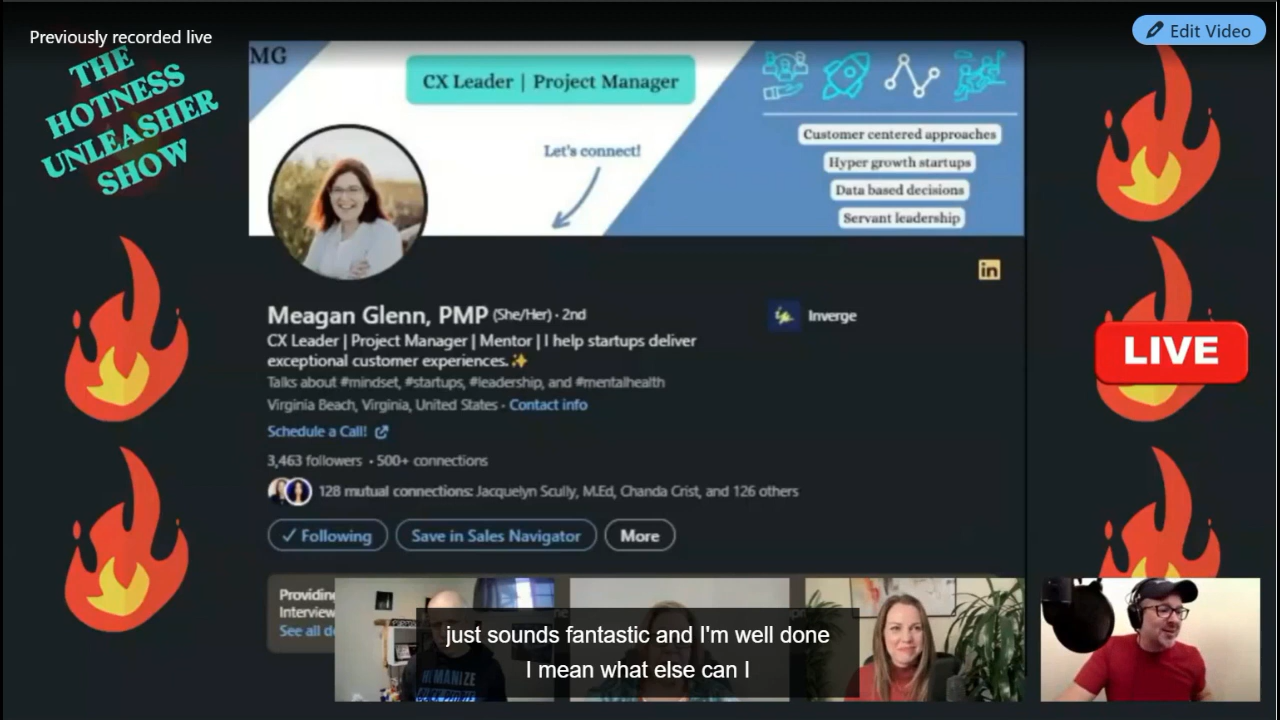 Previously recorded live
Edit Video
THE
HOTNESS
UNLEASHER
SHOW
MG
CX Leader | Project Manager
Let's connect!
Customer centered approaches
Hyper growth startups
Data based decisions
Servant leadership
in
Meagan Glenn, PMP (She/Her) · 2nd
Inverge
CX Leader | Project Manager | Mentor | I help startups deliver
exceptional customer experiences.✨
Talks about #mindset, #startups, #leadership, and #mentalhealth
Virginia Beach, Virginia, United States · Contact info
Schedule a Call!
3,463 followers · 500+ connections
128 mutual connections: Jacquelyn Scully, M.Ed, Chanda Crist, and 126 others
✓ Following
Save in Sales Navigator
More
LIVE
See all
just sounds fantastic and I'm well done
I mean what else can I